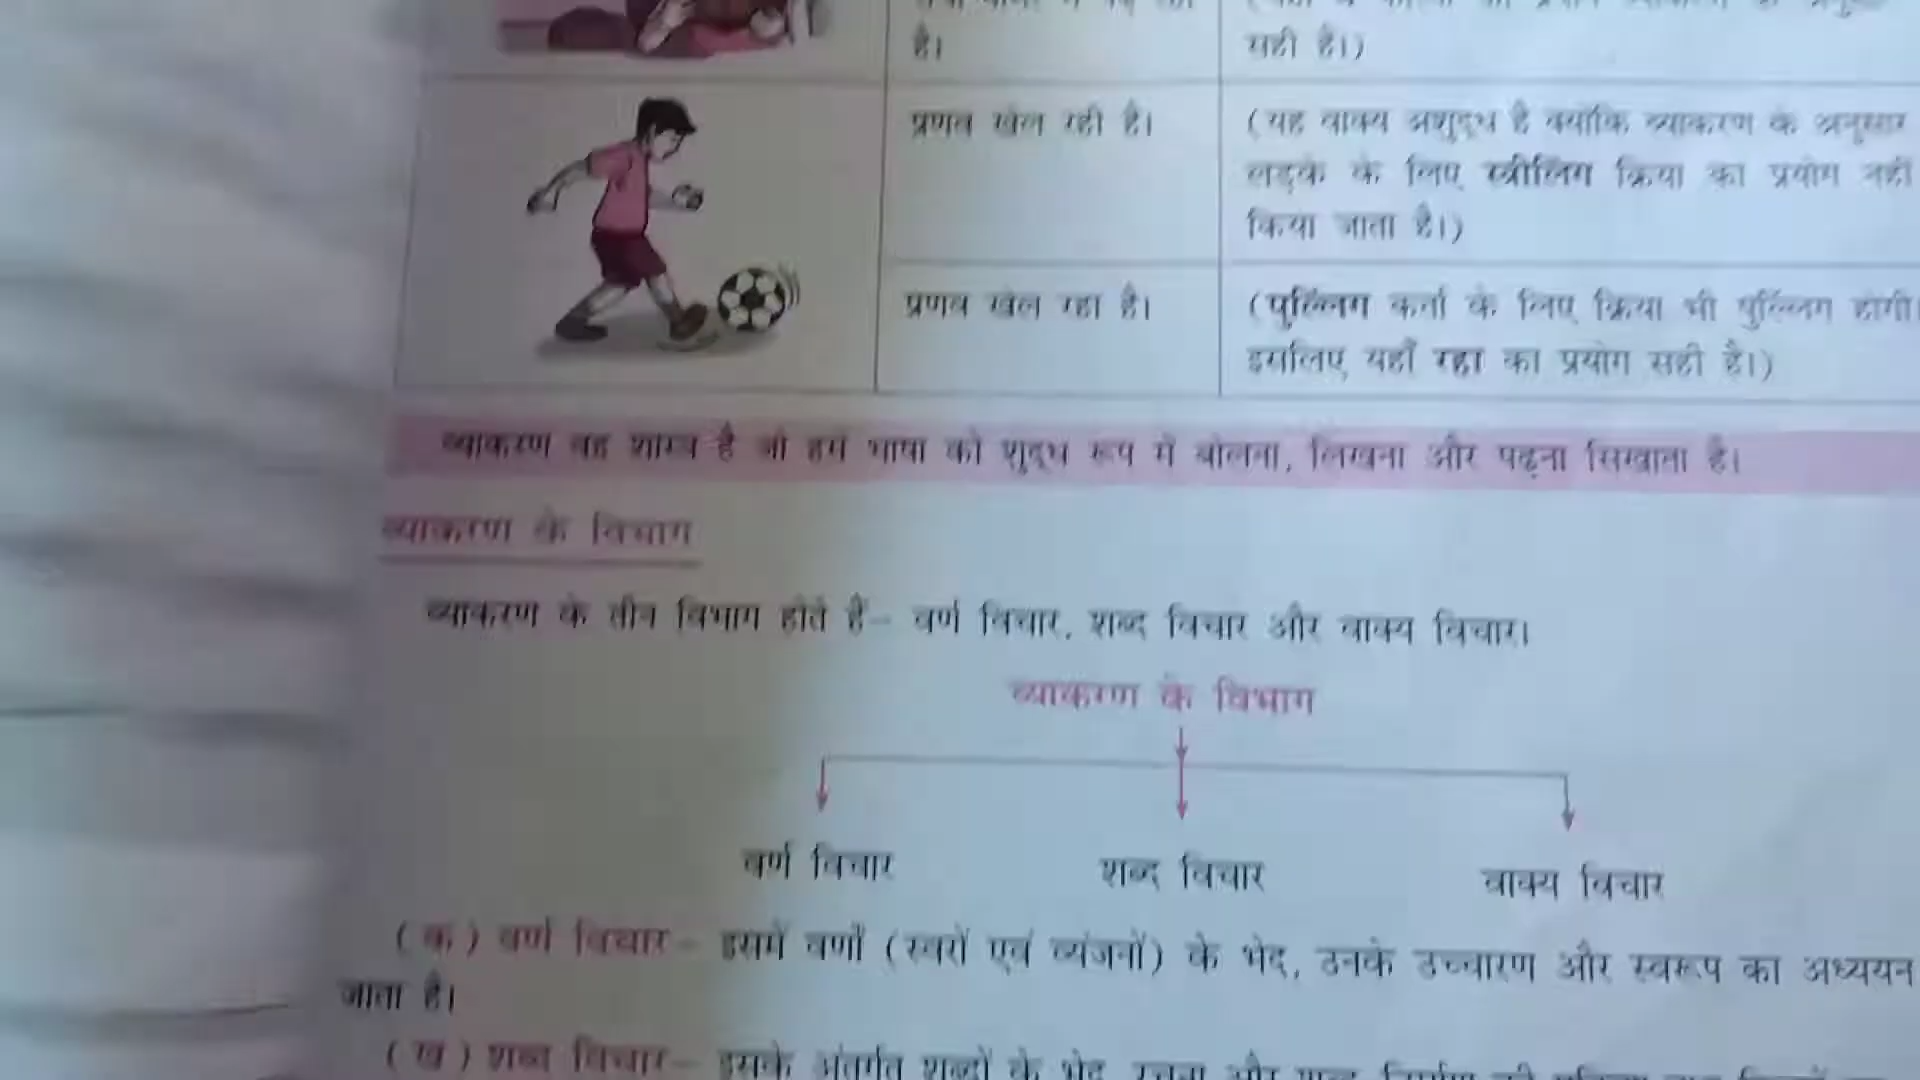 है।
सही है।)
प्रणव खेल रही है।
(यह वाक्य अशुद्ध है क्योंकि व्याकरण के अनुसार
लड़के के लिए स्त्रीलिंग क्रिया का प्रयोग नहीं
किया जाता है।)
प्रणव खेल रहा है।
(पुल्लिंग कर्ता के लिए क्रिया भी पुल्लिंग होगी।
इसलिए यहाँ रहा का प्रयोग सही है।)
व्याकरण वह शास्त्र है जो हमें भाषा को शुद्ध रूप में बोलना, लिखना और पढ़ना सिखाता है।
व्याकरण के विभाग
व्याकरण के तीन विभाग होते हैं– वर्ण विचार, शब्द विचार और वाक्य विचार।
व्याकरण के विभाग
वर्ण विचार शब्द विचार वाक्य विचार
(क) वर्ण विचार– इसमें वर्णों (स्वरों एवं व्यंजनों) के भेद, उनके उच्चारण और स्वरूप का अध्ययन
जाता है।
(ख) शब्द विचार– इसके अंतर्गत शब्दों के भेद, रचना और